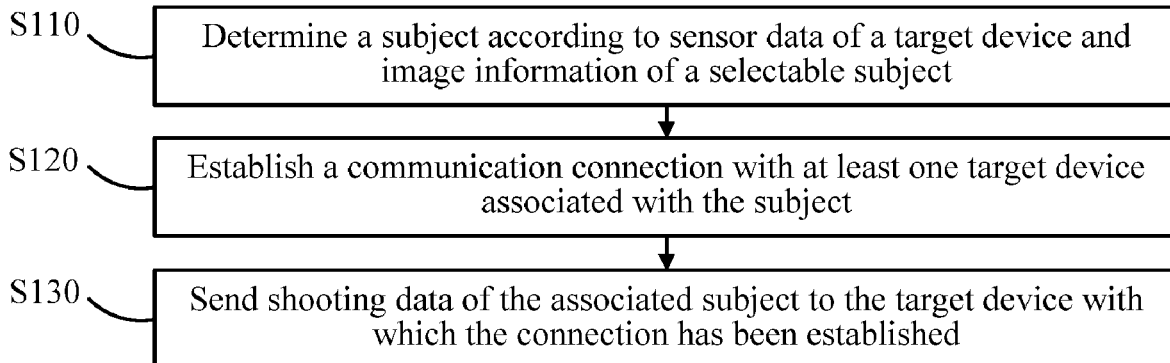 S110
Determine a subject according to sensor data of a target device and
image information of a selectable subject
S120
Establish a communication connection with at least one target device
associated with the subject
S130
Send shooting data of the associated subject to the target device with
which the connection has been established